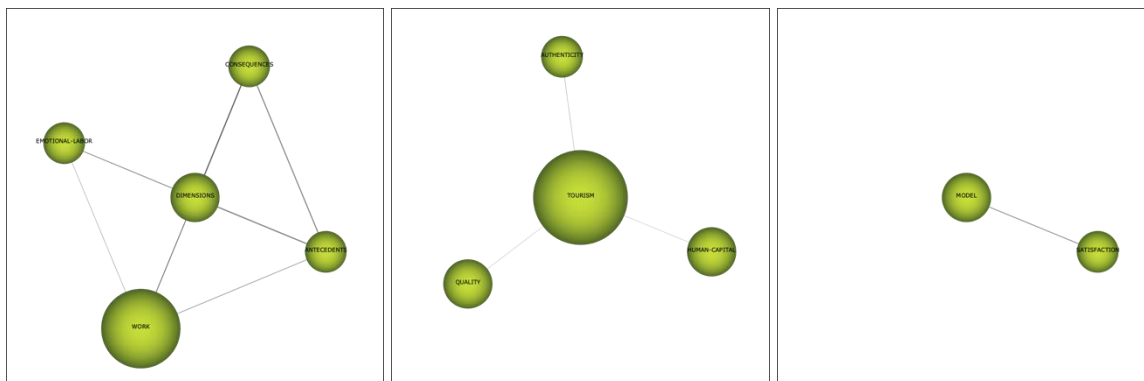 CONSEQUENCES
EMOTIONAL-LABOR
DIMENSIONS
ANTECEDENTS
WORK
AUTHENTICITY
TOURISM
HUMAN-CAPITAL
QUALITY
MODEL
SATISFACTION